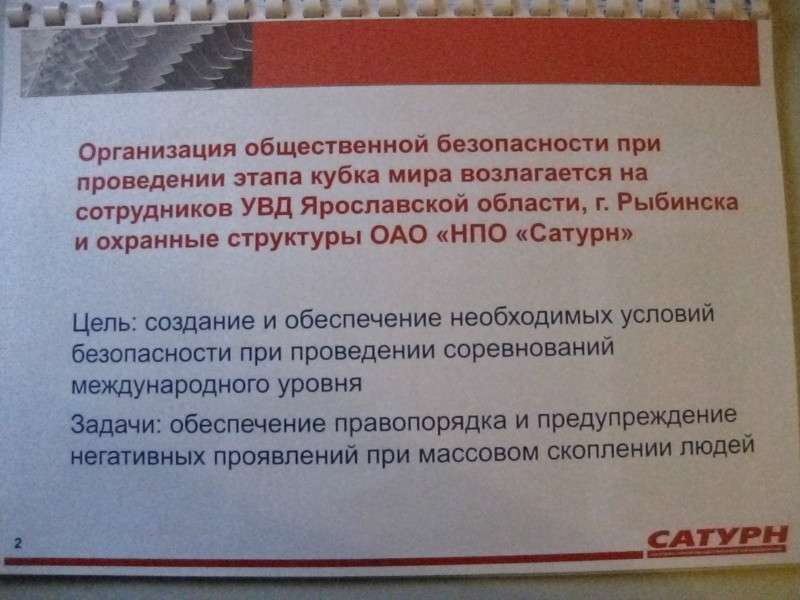 Организация общественной безопасности при
проведении этапа кубка мира возлагается на
сотрудников УВД Ярославской области, г. Рыбинска
и охранные структуры ОАО «НПО «Сатурн»
Цель: создание и обеспечение необходимых условий
безопасности при проведении соревнований
международного уровня
Задачи: обеспечение правопорядка и предупреждение
негативных проявлений при массовом скоплении людей
2
САТУРН